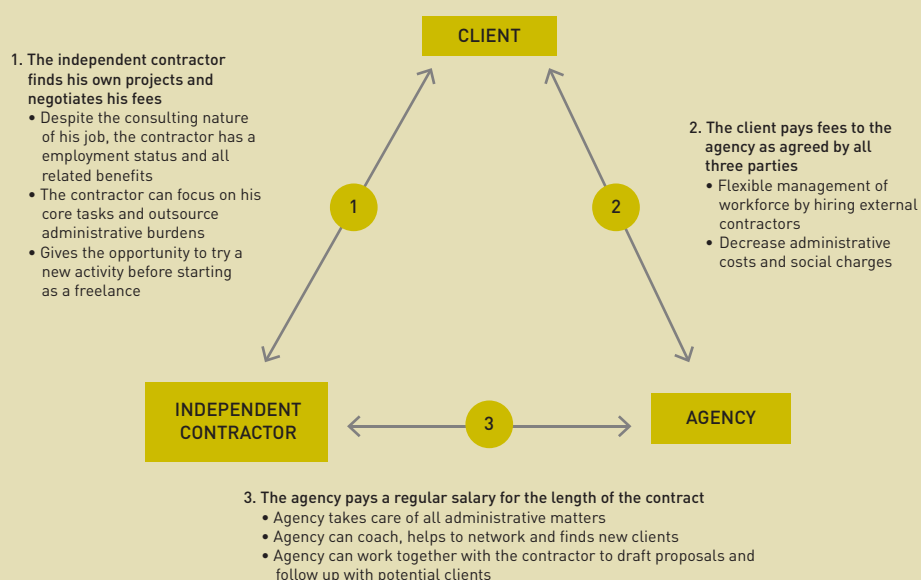 CLIENT
1. The independent contractor
finds his own projects and
negotiates his fees
• Despite the consulting nature
of his job, the contractor has a
employment status and all
related benefits
• The contractor can focus on his
core tasks and outsource
administrative burdens
• Gives the opportunity to try a
new activity before starting
as a freelance
2. The client pays fees to the
agency as agreed by all
three parties
• Flexible management of
workforce by hiring external
contractors
• Decrease administrative
costs and social charges
1
2
INDEPENDENT
CONTRACTOR
3
AGENCY
3. The agency pays a regular salary for the length of the contract
• Agency takes care of all administrative matters
• Agency can coach, helps to network and finds new clients
• Agency can work together with the contractor to draft proposals and
follow up with potential clients